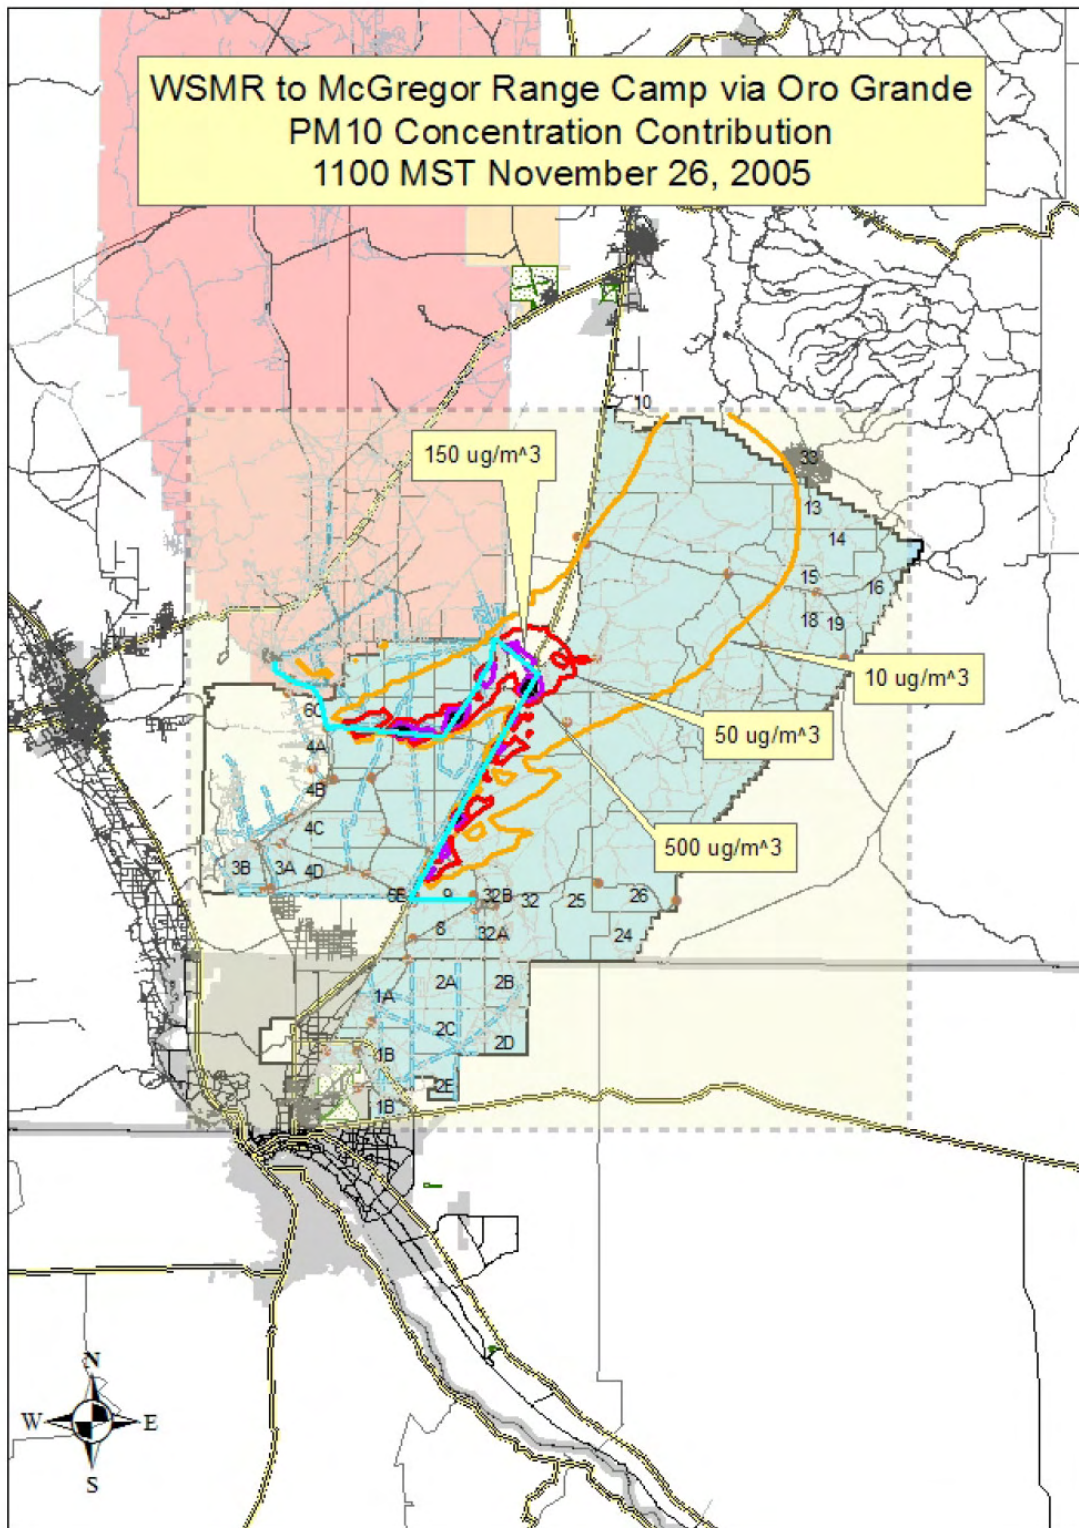 WSMR to McGregor Range Camp via Oro Grande
PM10 Concentration Contribution
1100 MST November 26, 2005
10
150 ug/m^3
33
13
14
15
16
18
19
10 ug/m^3
6C
50 ug/m^3
4A
4B
4C
500 ug/m^3
3B
3A
4D
5E
9
32B
32
25
26
8
32A
24
2A
2B
1A
2C
2D
1B
2E
1B
N
W
E
S